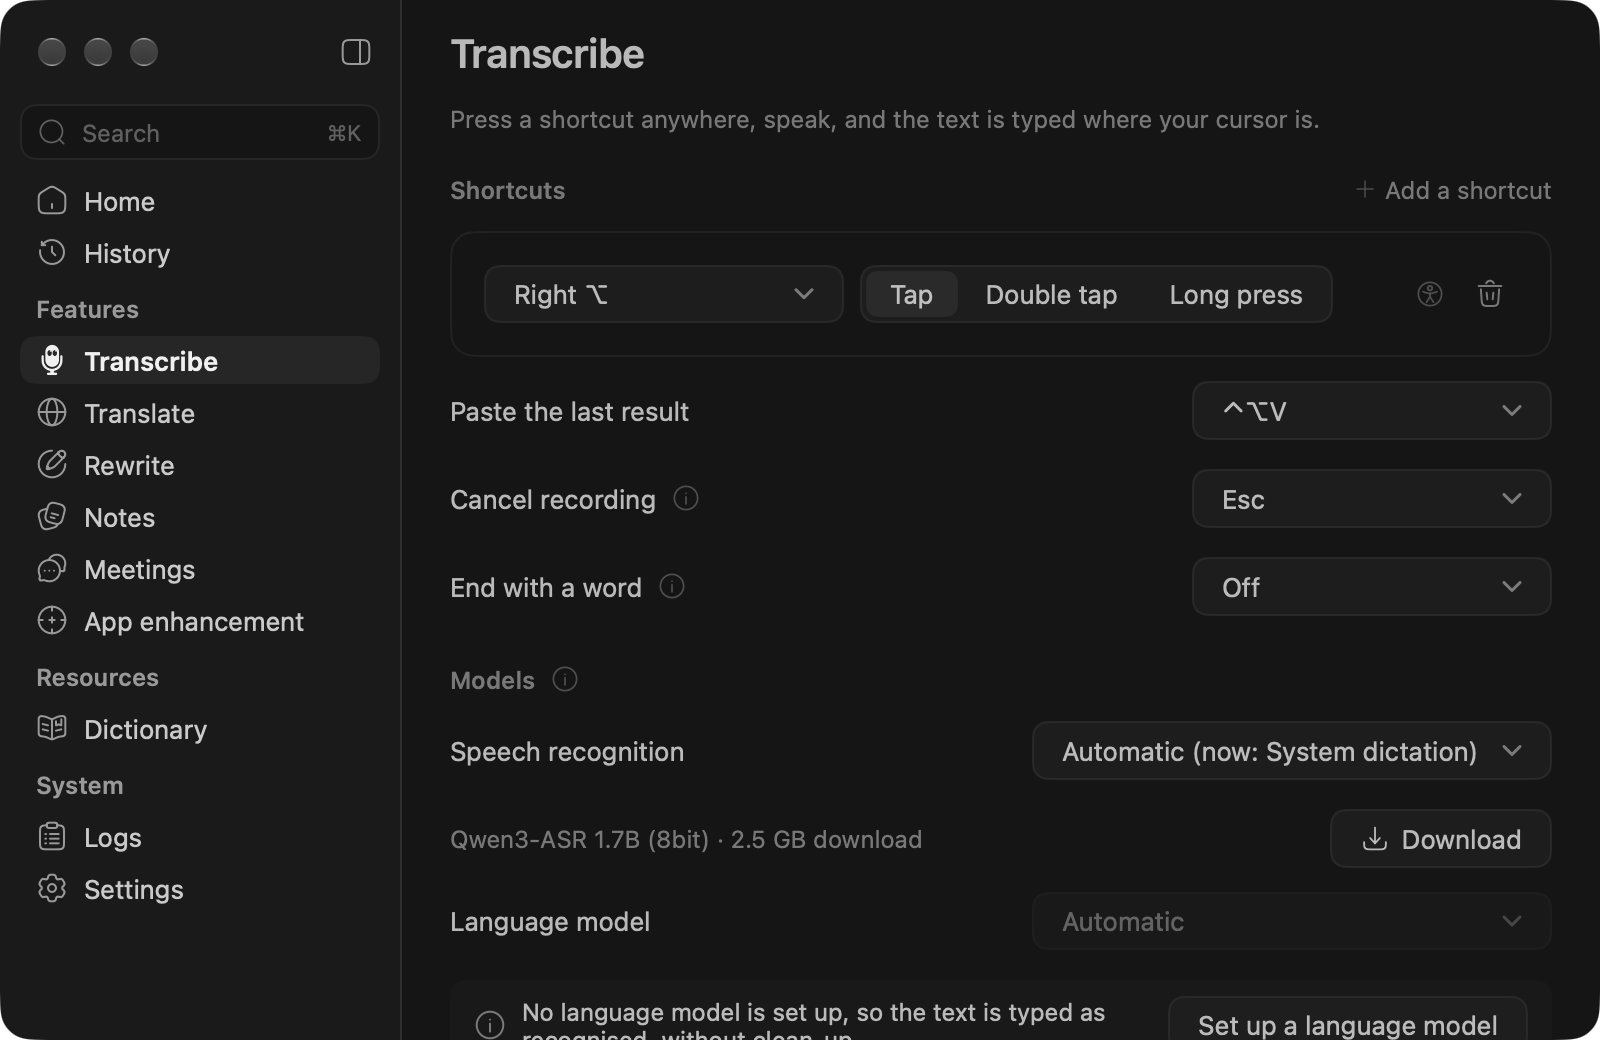 Search ⌘K
Home
History
Features
Transcribe
Translate
Rewrite
Notes
Meetings
App enhancement
Resources
Dictionary
System
Logs
Settings
Transcribe
Press a shortcut anywhere, speak, and the text is typed where your cursor is.
Shortcuts
+ Add a shortcut
Right ⌥
Tap
Double tap
Long press
Paste the last result
⌃⌥V
Cancel recording
Esc
End with a word
Off
Models
Speech recognition
Automatic (now: System dictation)
Qwen3-ASR 1.7B (8bit) · 2.5 GB download
Download
Language model
Automatic
No language model is set up, so the text is typed as
recognised, without clean-up
Set up a language model